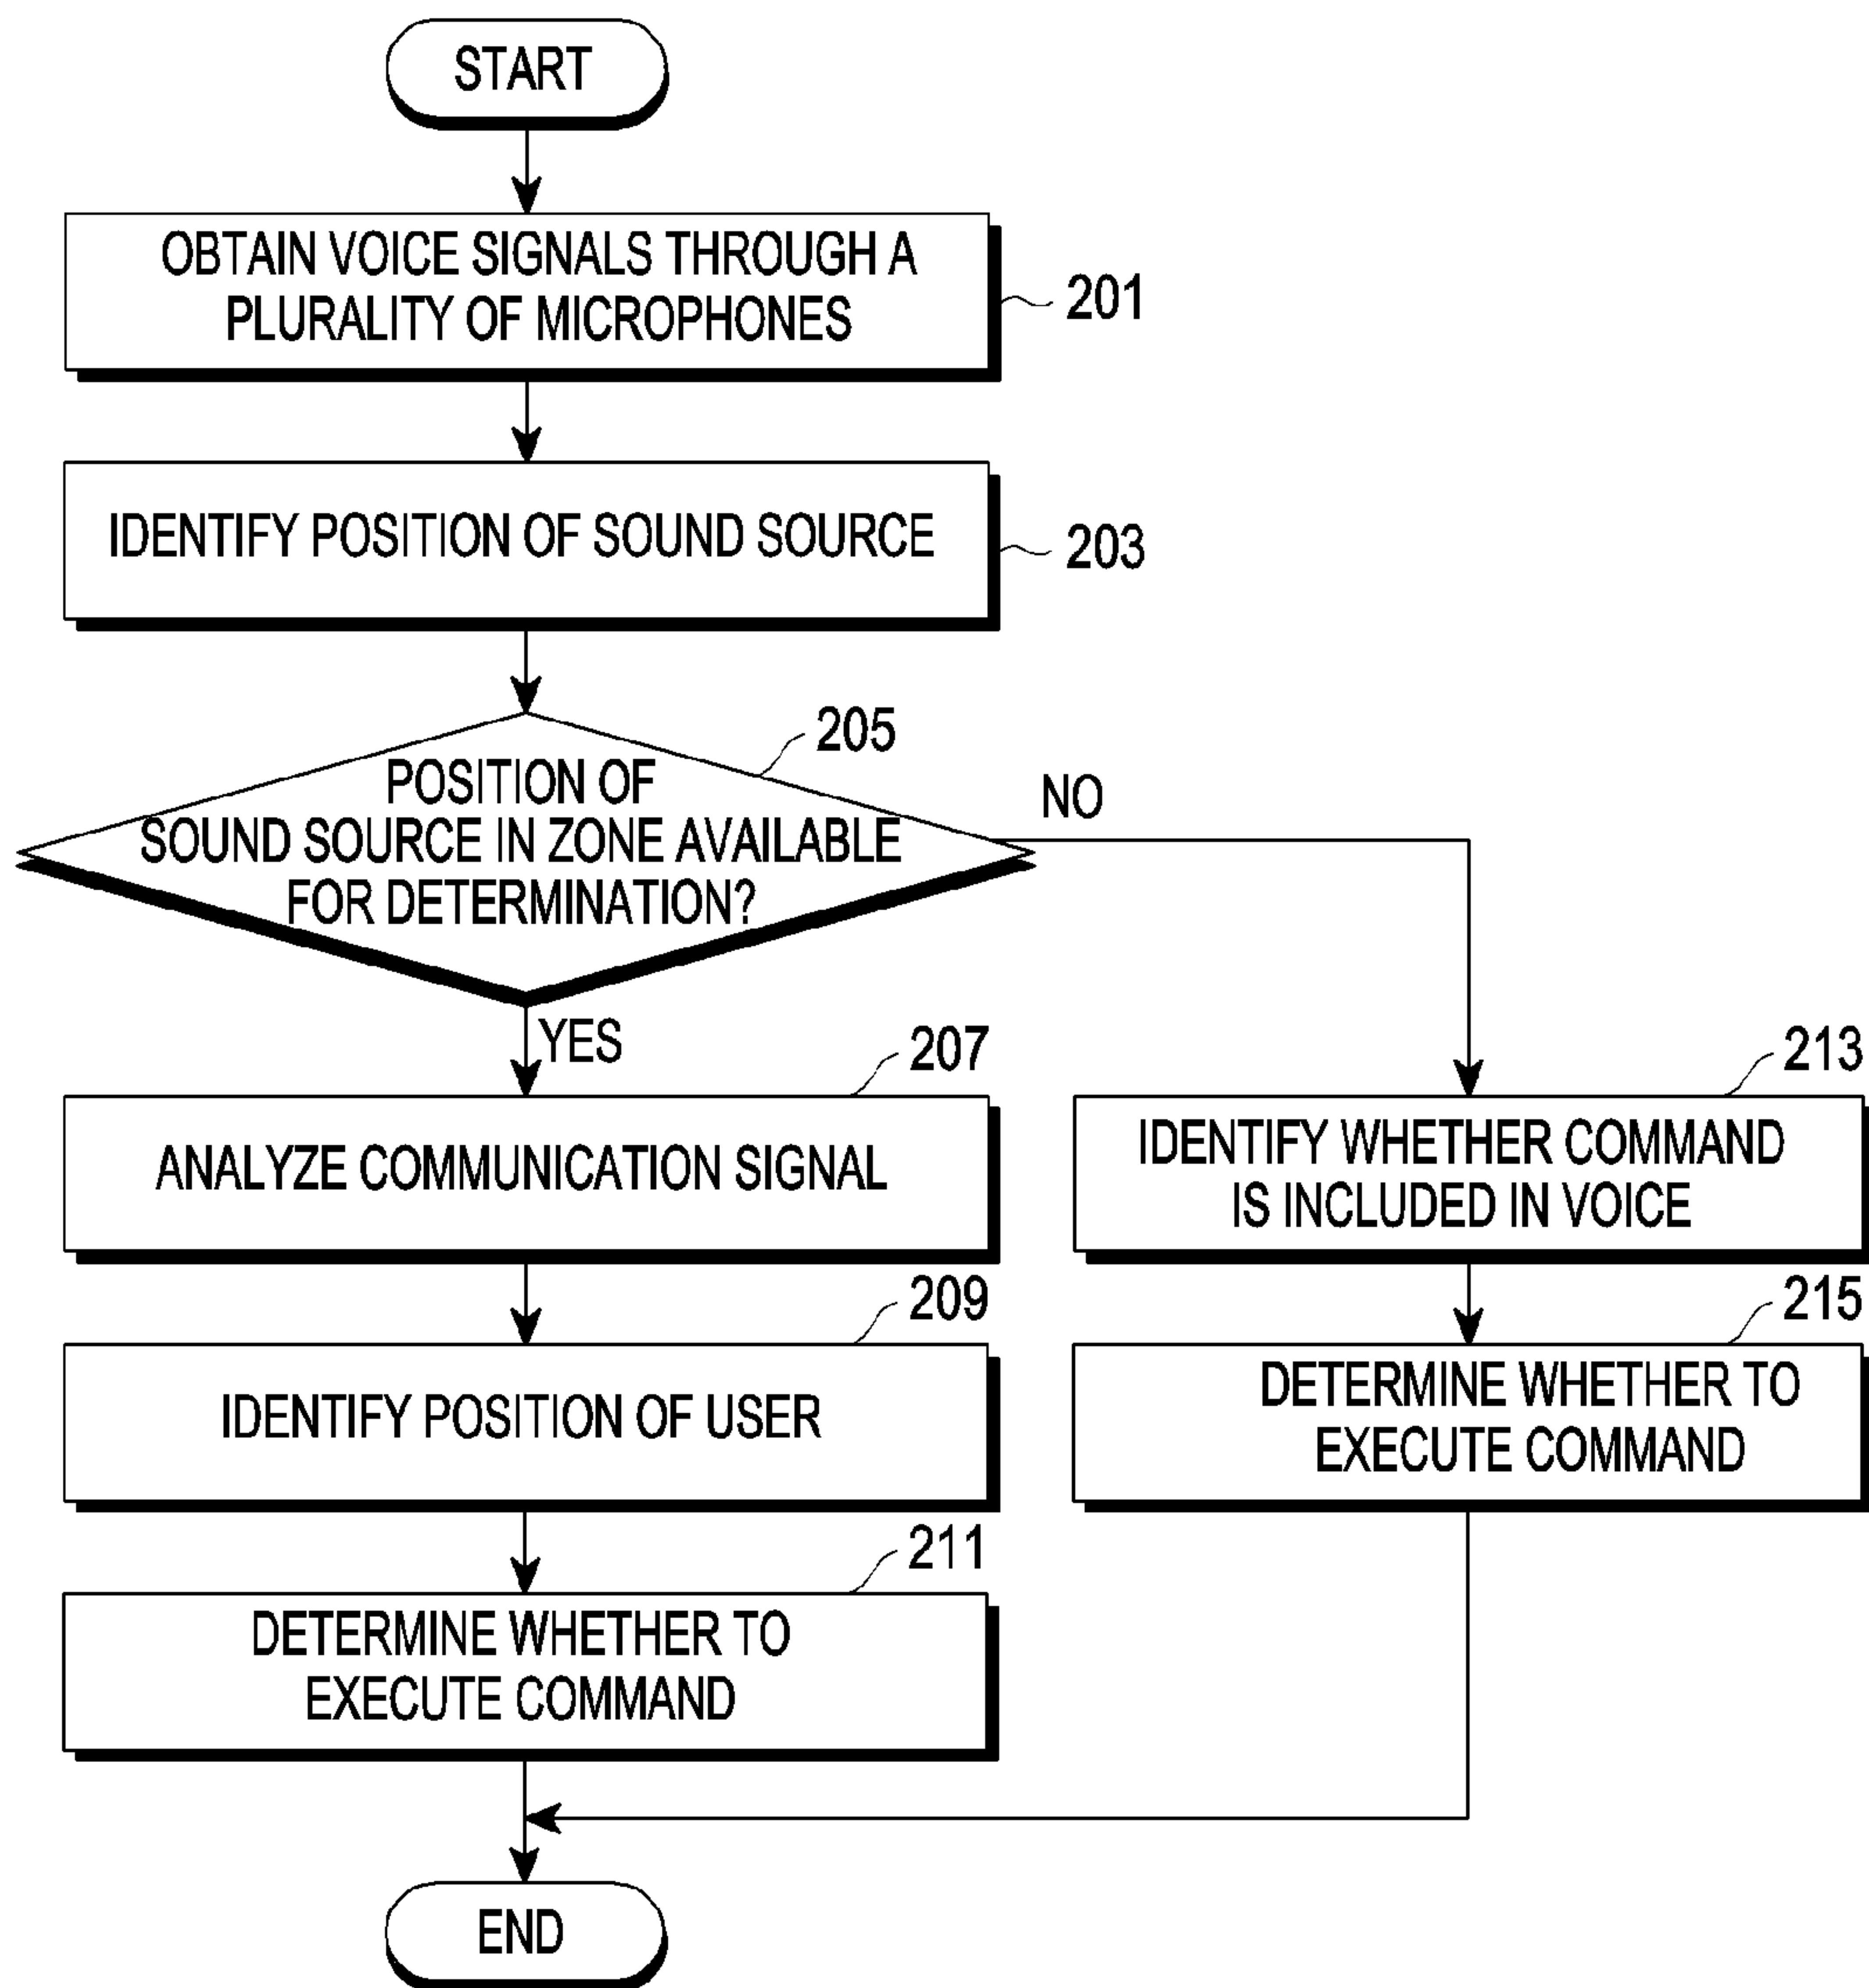 START
OBTAIN VOICE SIGNALS THROUGH A
PLURALITY OF MICROPHONES
201
IDENTIFY POSITION OF SOUND SOURCE
203
205
POSITION OF
SOUND SOURCE IN ZONE AVAILABLE
FOR DETERMINATION?
NO
YES
207
ANALYZE COMMUNICATION SIGNAL
209
IDENTIFY POSITION OF USER
211
DETERMINE WHETHER TO
EXECUTE COMMAND
213
IDENTIFY WHETHER COMMAND
IS INCLUDED IN VOICE
215
DETERMINE WHETHER TO
EXECUTE COMMAND
END